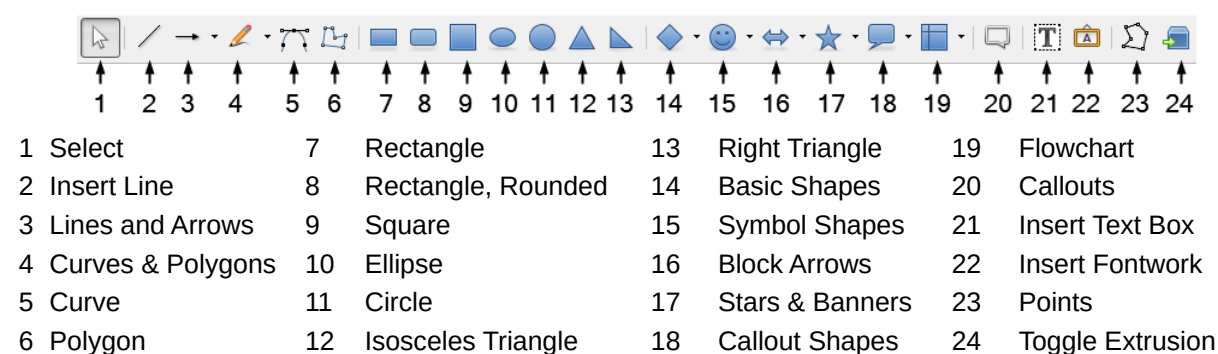 T A
1 2 3 4 5 6 7 8 9 10 11 12 13 14 15 16 17 18 19 20 21 22 23 24
1 Select 7 Rectangle 13 Right Triangle 19 Flowchart
2 Insert Line 8 Rectangle, Rounded 14 Basic Shapes 20 Callouts
3 Lines and Arrows 9 Square 15 Symbol Shapes 21 Insert Text Box
4 Curves & Polygons 10 Ellipse 16 Block Arrows 22 Insert Fontwork
5 Curve 11 Circle 17 Stars & Banners 23 Points
6 Polygon 12 Isosceles Triangle 18 Callout Shapes 24 Toggle Extrusion